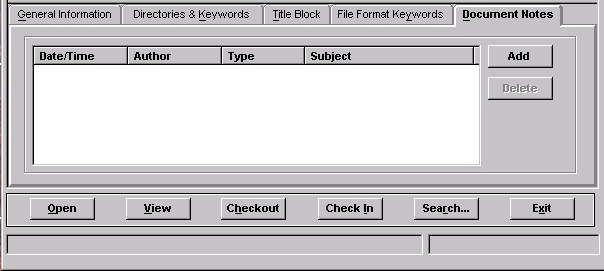 General Information Directories & Keywords Title Block File Format Keywords Document Notes
Date/Time Author Type Subject Add
Delete
Open View Checkout Check In Search... Exit